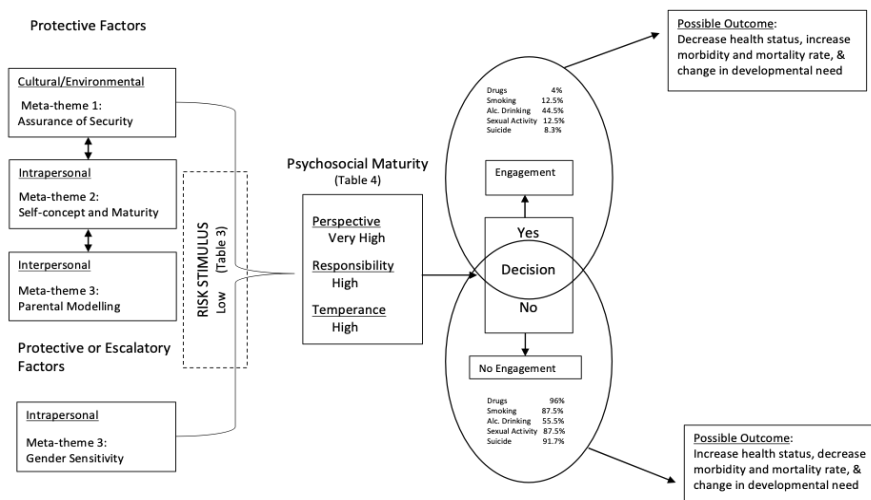 Protective Factors
Cultural/Environmental
Meta-theme 1:
Assurance of Security
Intrapersonal
Meta-theme 2:
Self-concept and Maturity
Interpersonal
Meta-theme 3:
Parental Modelling
Protective or Escalatory
Factors
Intrapersonal
Meta-theme 3:
Gender Sensitivity
RISK STIMULUS
Low (Table 3)
Psychosocial Maturity
(Table 4)
Perspective
Very High
Responsibility
High
Temperance
High
Drugs 4%
Smoking 12.5%
Alc. Drinking 44.5%
Sexual Activity 12.5%
Suicide 8.3%
Engagement
Yes
Decision
No
No Engagement
Drugs 96%
Smoking 87.5%
Alc. Drinking 55.5%
Sexual Activity 87.5%
Suicide 91.7%
Possible Outcome:
Decrease health status, increase
morbidity and mortality rate, &
change in developmental need
Possible Outcome:
Increase health status, decrease
morbidity and mortality rate, &
change in developmental need